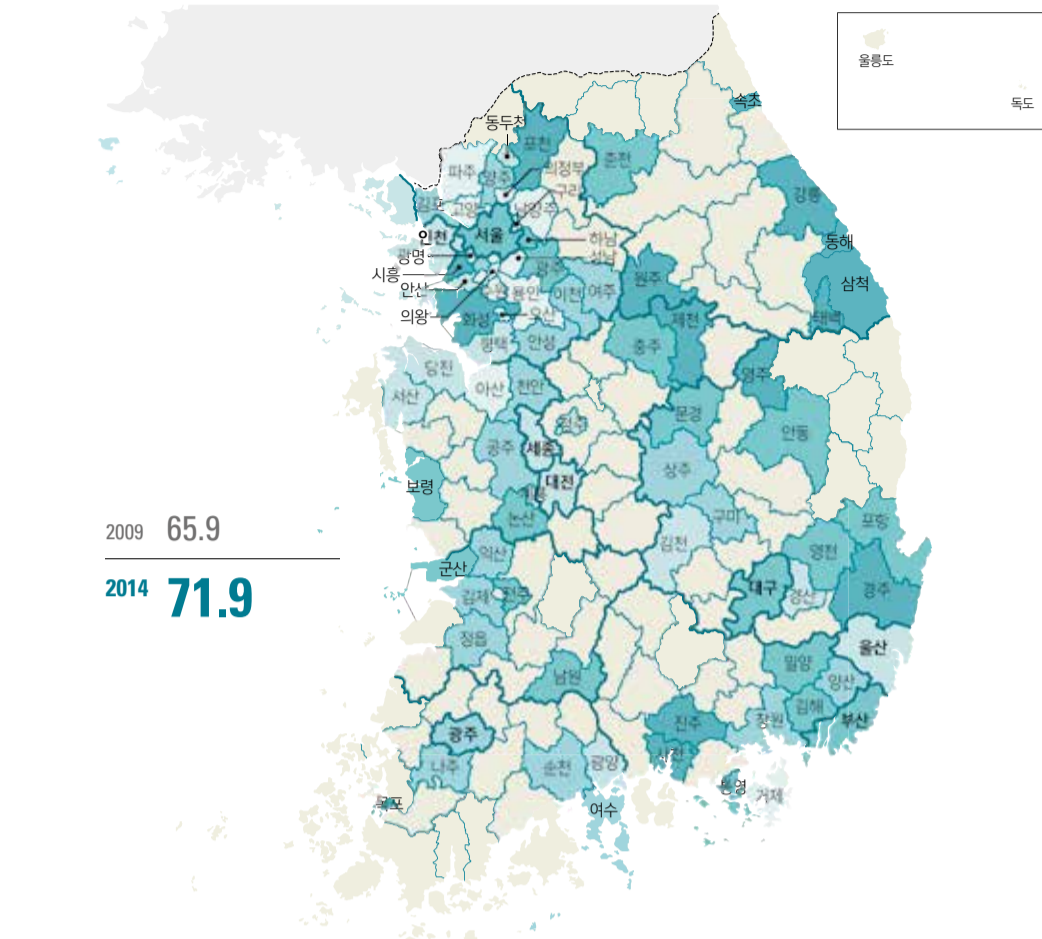 울릉도
독도
속초
동두천
포천
춘천
파주
양주
의정부
구리
강릉
김포
고양
남양주
인천
서울
하남
동해
광명
성남
광주
시흥
삼척
안산
수원
용인
이천
여주
원주
의왕
화성
오산
제천
태백
평택
안성
충주
당진
영주
아산
천안
서산
문경
청주
안동
공주
세종
상주
대전
보령
계룡
논산
구미
포항
2009 65.9
김천
영천
익산
군산
2014 71.9
대구
경주
경산
김제
전주
정읍
울산
밀양
남원
양산
김해
진주
창원
부산
광주
사천
나주
순천
광양
통영
거제
목포
여수